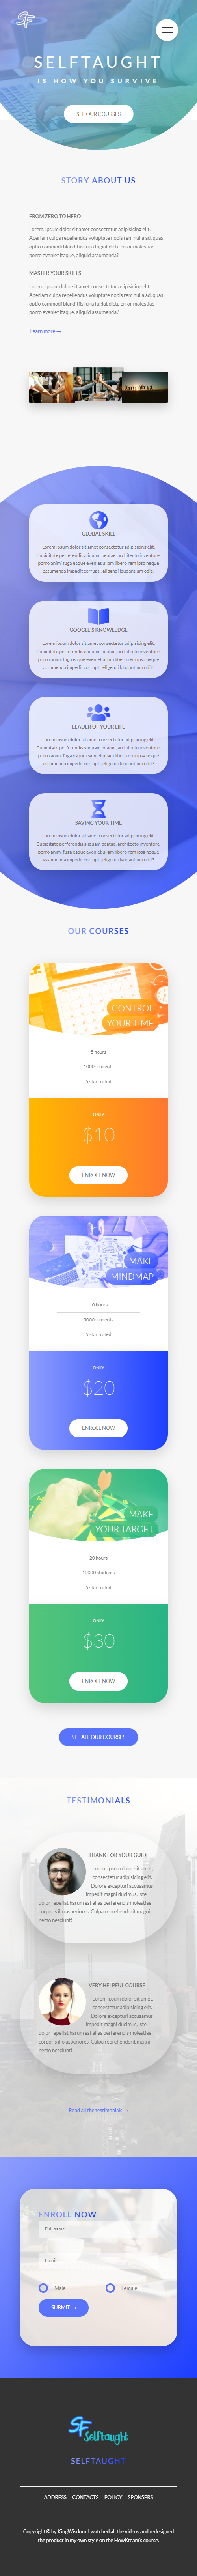 SELFTAUGHT
IS HOW YOU SURVIVE
SEE OUR COURSES
STORY ABOUT US
FROM ZERO TO HERO
Lorem, ipsum dolor sit amet consectetur adipisicing elit.
Aperiam culpa similique voluptate nobis rem nulla ad, quas
optio commodi blanditiis fuga fugiat dicta cum explicabo
porro eveniet itaque, aliquid assumenda?
MASTER YOUR SKILLS
Lorem, ipsum dolor sit amet consectetur adipisicing elit.
Aperiam culpa similique voluptate nobis rem nulla ad, quas
optio commodi blanditiis fuga fugiat dicta cum explicabo
porro eveniet itaque, aliquid assumenda?
Learn more →
GLOBAL SKILL
Lorem ipsum dolor sit amet consectetur adipisicing elit.
Cupiditate perferendis aliquam beatae, architecto inventore,
porro animi fuga eaque eveniet ullam libero rem ipsa neque
assumenda impedit corrupti, eligendi laudantium odit?
GOOGLE'S KNOWLEDGE
Lorem ipsum dolor sit amet consectetur adipisicing elit.
Cupiditate perferendis aliquam beatae, architecto inventore,
porro animi fuga eaque eveniet ullam libero rem ipsa neque
assumenda impedit corrupti, eligendi laudantium odit?
LEADER OF YOUR LIFE
Lorem ipsum dolor sit amet consectetur adipisicing elit.
Cupiditate perferendis aliquam beatae, architecto inventore,
porro animi fuga eaque eveniet ullam libero rem ipsa neque
assumenda impedit corrupti, eligendi laudantium odit?
SAVING YOUR TIME
Lorem ipsum dolor sit amet consectetur adipisicing elit.
Cupiditate perferendis aliquam beatae, architecto inventore,
porro animi fuga eaque eveniet ullam libero rem ipsa neque
assumenda impedit corrupti, eligendi laudantium odit?
OUR COURSES
CONTROL
YOUR TIME
5 hours
1000 students
5 start rated
ONLY
$10
ENROLL NOW
MAKE
MINDMAP
10 hours
5000 students
5 start rated
ONLY
$20
ENROLL NOW
MAKE
YOUR TARGET
20 hours
10000 students
5 start rated
ONLY
$30
ENROLL NOW
SEE ALL OUR COURSES
TESTIMONIALS
THANK FOR YOUR GUIDE
Lorem ipsum dolor sit amet,
consectetur adipisicing elit.
Dolore excepturi accusamus
impedit magni ducimus, iste
dolor repellat harum est alias perferendis molestiae
corporis illo asperiores. Culpa reprehenderit magni
nemo nesciunt!
VERY HELPFUL COURSE
Lorem ipsum dolor sit amet,
consectetur adipisicing elit.
Dolore excepturi accusamus
impedit magni ducimus, iste
dolor repellat harum est alias perferendis molestiae
corporis illo asperiores. Culpa reprehenderit magni
nemo nesciunt!
Read all the testimonials →
ENROLL NOW
Full name
Email
Male Female
SUBMIT →
SF Selftaught
SELFTAUGHT
ADDRESS CONTACTS POLICY SPONSERS
Copyright © by KingWisdom. I watched all the videos and redesigned
the product in my own style on the HowKteam's course.